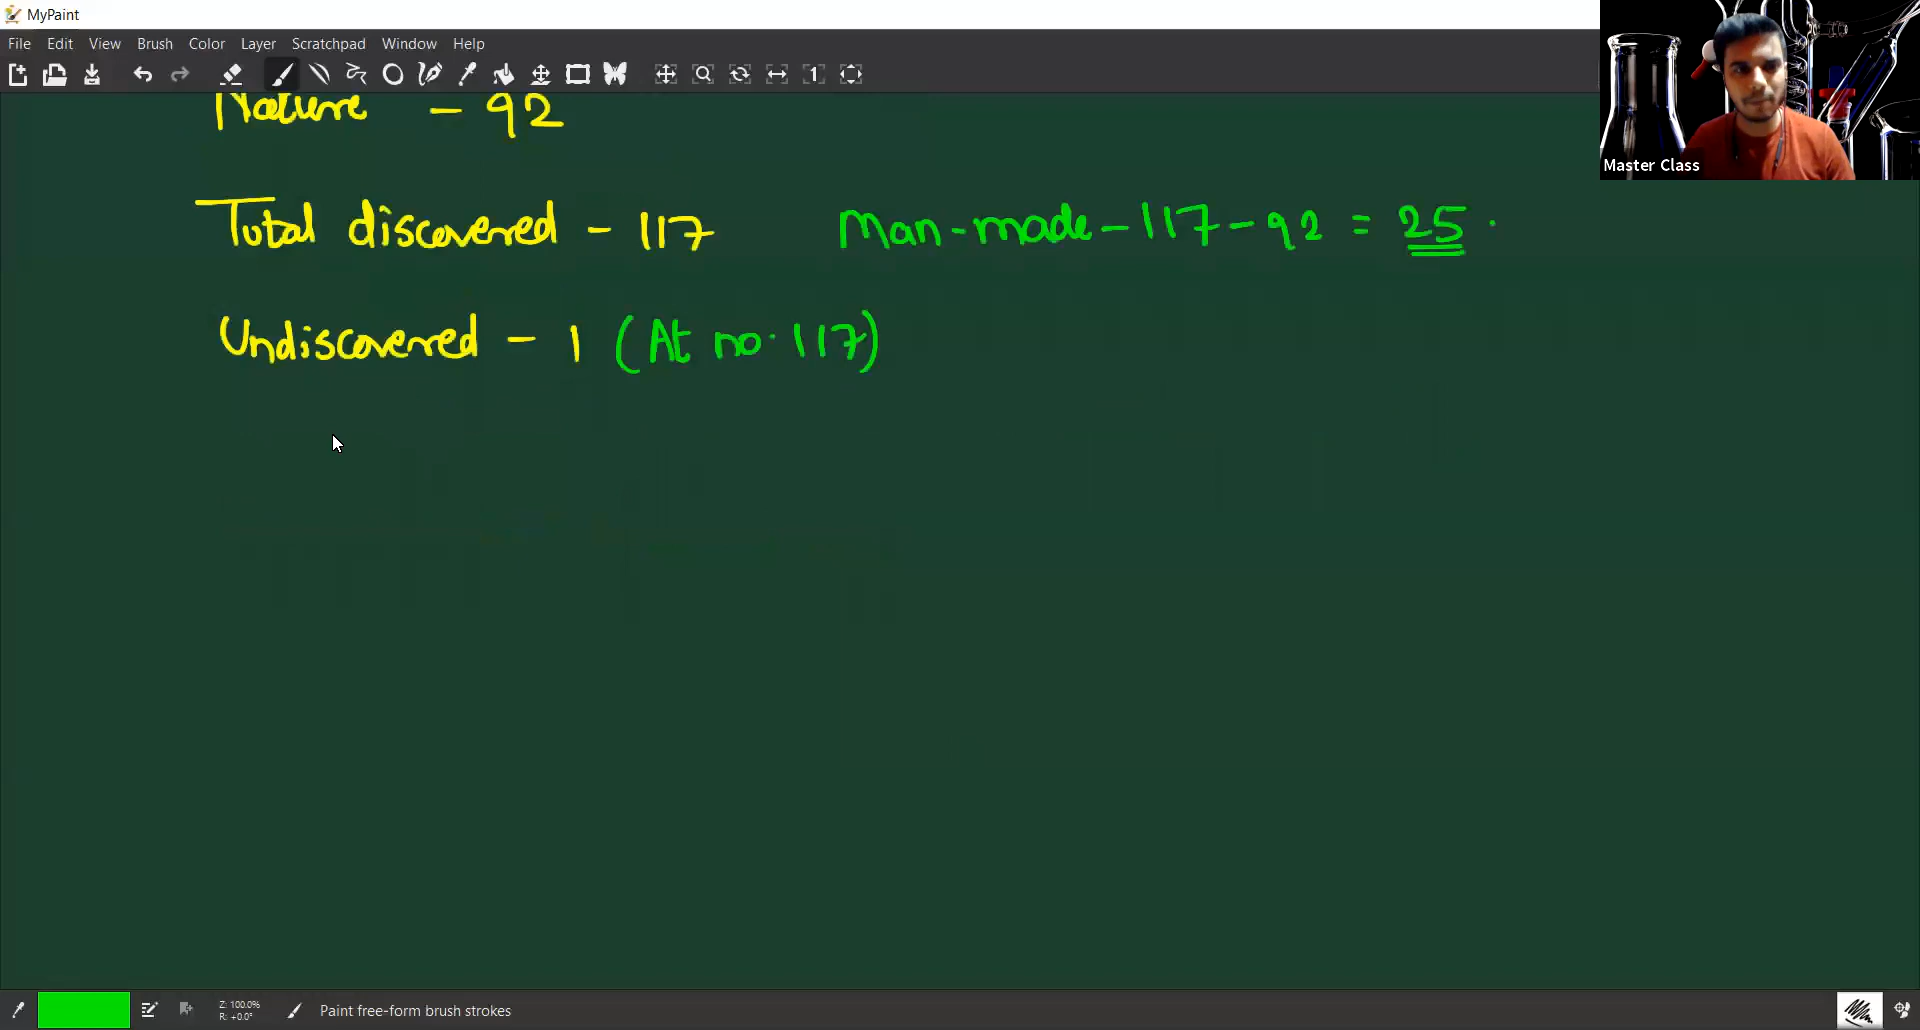 MyPaint
File Edit View Brush Color Layer Scratchpad Window Help
1
Master Class
Nature - 92
Total discovered - 117 Man-made - 117 - 92 = 25.
Undiscovered - 1 (At no. 117)
Z: 100.0%
R: +0.0°
Paint free-form brush strokes